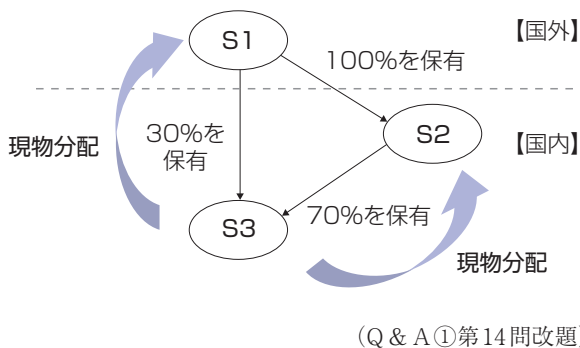 S1
【国外】
100%を保有
現物分配
30%を
保有
S2
【国内】
70%を保有
S3
現物分配
(Q & A①第14問改題)